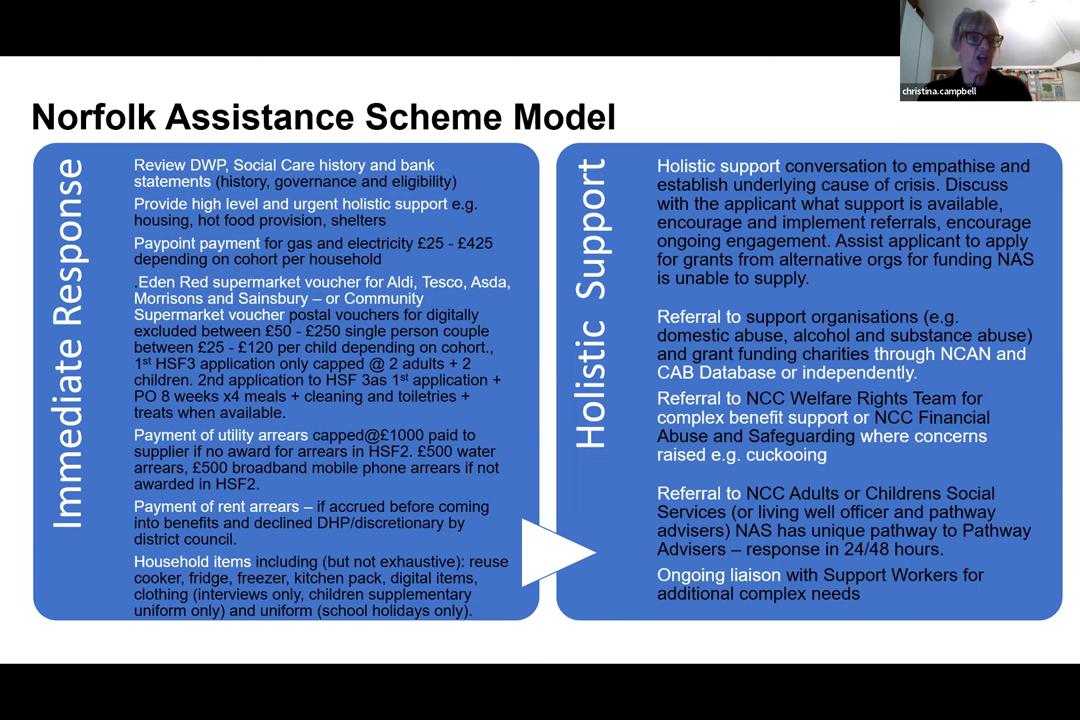 christina.campbell
Norfolk Assistance Scheme Model
Immediate Response
Review DWP, Social Care history and bank
statements (history, governance and eligibility)
Provide high level and urgent holistic support e.g.
housing, hot food provision, shelters
Paypoint payment for gas and electricity £25 - £425
depending on cohort per household
.Eden Red supermarket voucher for Aldi, Tesco, Asda,
Morrisons and Sainsbury – or Community
Supermarket voucher postal vouchers for digitally
excluded between £50 - £250 single person couple
between £25 - £120 per child depending on cohort.,
1st HSF3 application only capped @ 2 adults + 2
children. 2nd application to HSF 3as 1st application +
PO 8 weeks x4 meals + cleaning and toiletries +
treats when available.
Payment of utility arrears capped@£1000 paid to
supplier if no award for arrears in HSF2. £500 water
arrears, £500 broadband mobile phone arrears if not
awarded in HSF2.
Payment of rent arrears – if accrued before coming
into benefits and declined DHP/discretionary by
district council.
Household items including (but not exhaustive): reuse
cooker, fridge, freezer, kitchen pack, digital items,
clothing (interviews only, children supplementary
uniform only) and uniform (school holidays only).
Holistic Support
Holistic support conversation to empathise and
establish underlying cause of crisis. Discuss
with the applicant what support is available,
encourage and implement referrals, encourage
ongoing engagement. Assist applicant to apply
for grants from alternative orgs for funding NAS
is unable to supply.
Referral to support organisations (e.g.
domestic abuse, alcohol and substance abuse)
and grant funding charities through NCAN and
CAB Database or independently.
Referral to NCC Welfare Rights Team for
complex benefit support or NCC Financial
Abuse and Safeguarding where concerns
raised e.g. cuckooing
Referral to NCC Adults or Childrens Social
Services (or living well officer and pathway
advisers) NAS has unique pathway to Pathway
Advisers – response in 24/48 hours.
Ongoing liaison with Support Workers for
additional complex needs